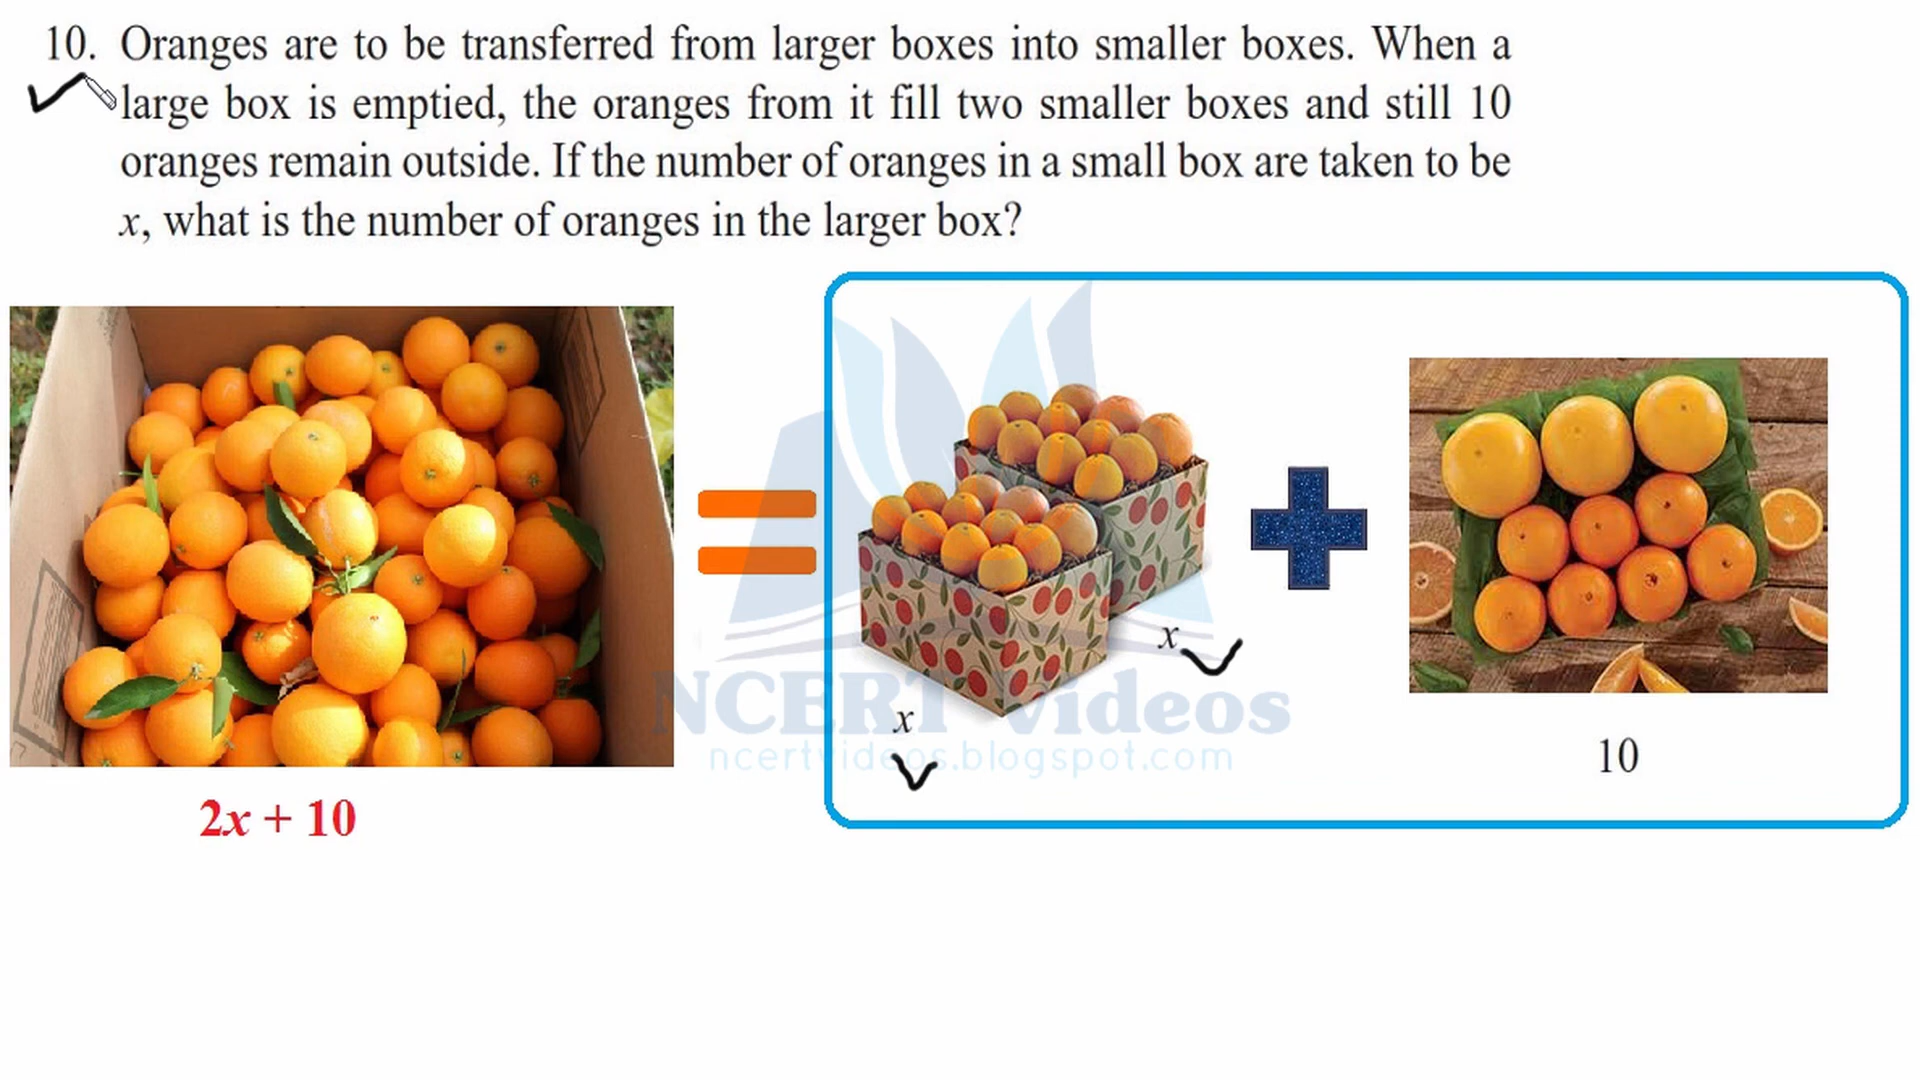 10. Oranges are to be transferred from larger boxes into smaller boxes. When a
large box is emptied, the oranges from it fill two smaller boxes and still 10
oranges remain outside. If the number of oranges in a small box are taken to be
x, what is the number of oranges in the larger box?
x
x
NCERT videos
ncertvideos.blogspot.com
10
2x + 10